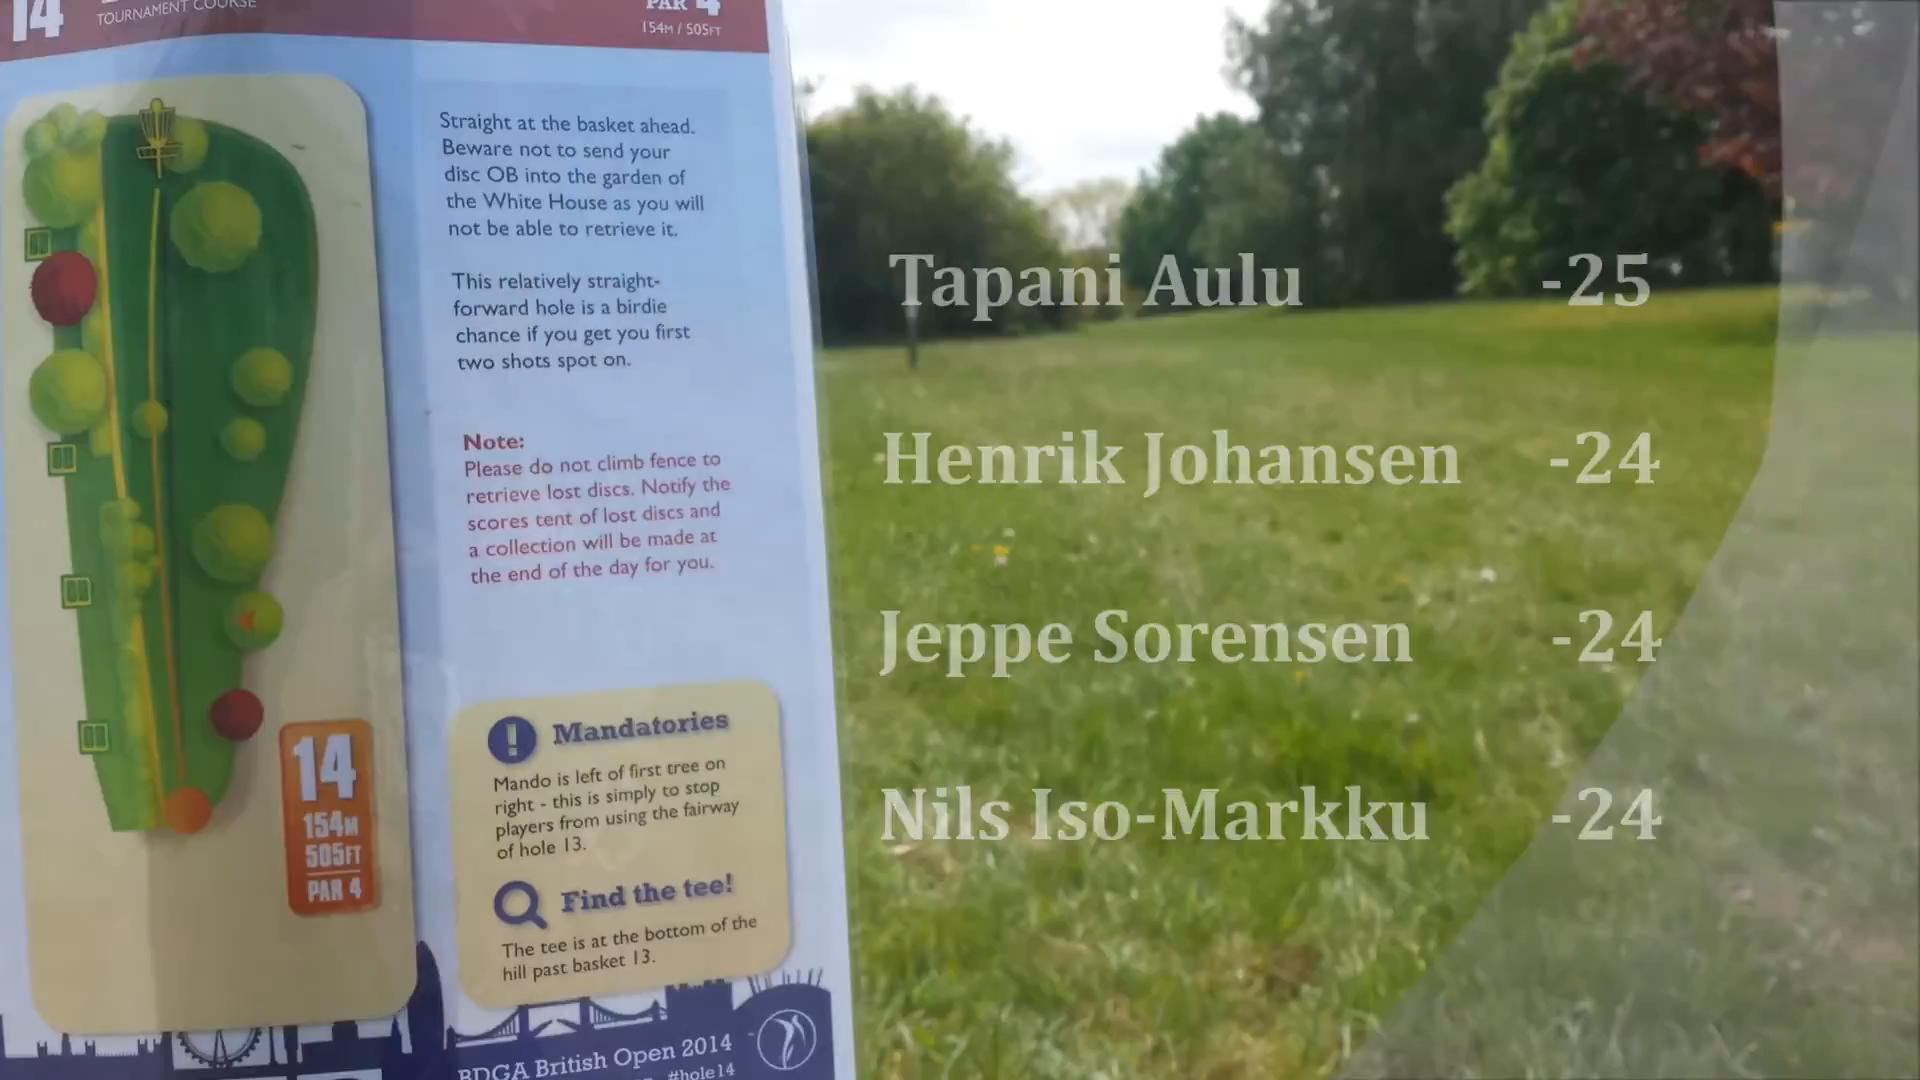 14
TOURNAMENT COURSE
PAR 4
154M / 505FT
Straight at the basket ahead.
Beware not to send your
disc OB into the garden of
the White House as you will
not be able to retrieve it.
This relatively straight-
forward hole is a birdie
chance if you get you first
two shots spot on.
Note:
Please do not climb fence to
retrieve lost discs. Notify the
scores tent of lost discs and
a collection will be made at
the end of the day for you.
Mandatories
Mando is left of first tree on
right - this is simply to stop
players from using the fairway
of hole 13.
Find the tee!
The tee is at the bottom of the
hill past basket 13.
14
154M
505FT
PAR 4
BDGA British Open 2014
#hole14
Tapani Aulu -25
Henrik Johansen -24
Jeppe Sorensen -24
Nils Iso-Markku -24